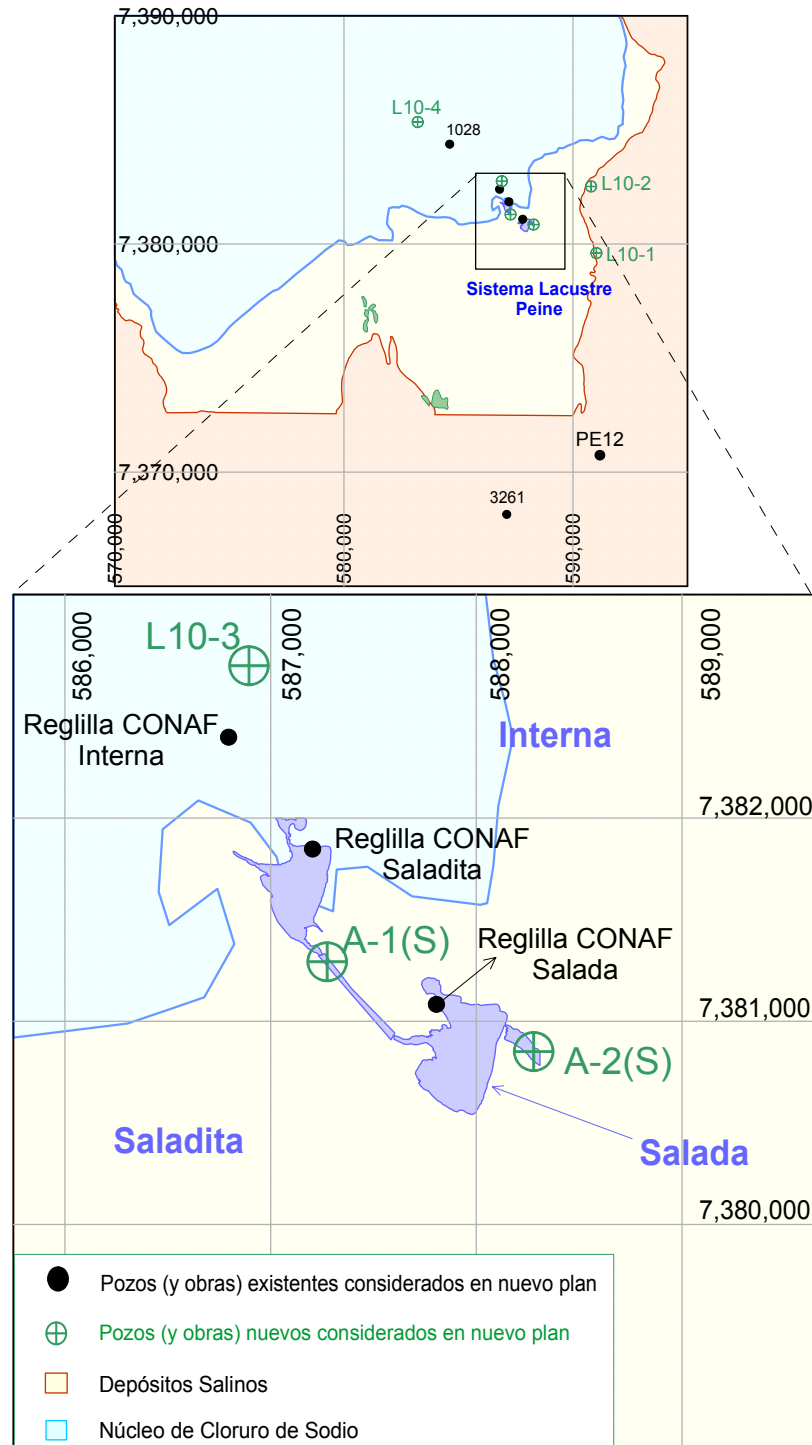 7,390,000
L10-4
1028
L10-2
7,380,000
L10-1
Sistema Lacustre
Peine
PE12
7,370,000
3261
570,000
580,000
590,000
586,000
587,000
588,000
589,000
L10-3
Reglilla CONAF
Interna
Interna
7,382,000
Reglilla CONAF
Saladita
A-1(S)
Reglilla CONAF
Salada
7,381,000
A-2(S)
Saladita
Salada
7,380,000
Pozos (y obras) existentes considerados en nuevo plan
Pozos (y obras) nuevos considerados en nuevo plan
Depósitos Salinos
Núcleo de Cloruro de Sodio